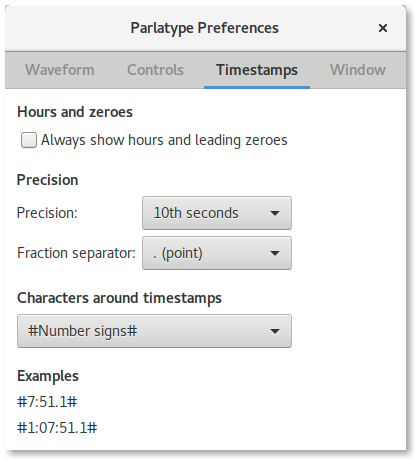 Parlatype Preferences
Waveform Controls Timestamps Window
Hours and zeroes
Always show hours and leading zeroes
Precision
Precision: 10th seconds
Fraction separator: . (point)
Characters around timestamps
#Number signs#
Examples
#7:51.1#
#1:07:51.1#